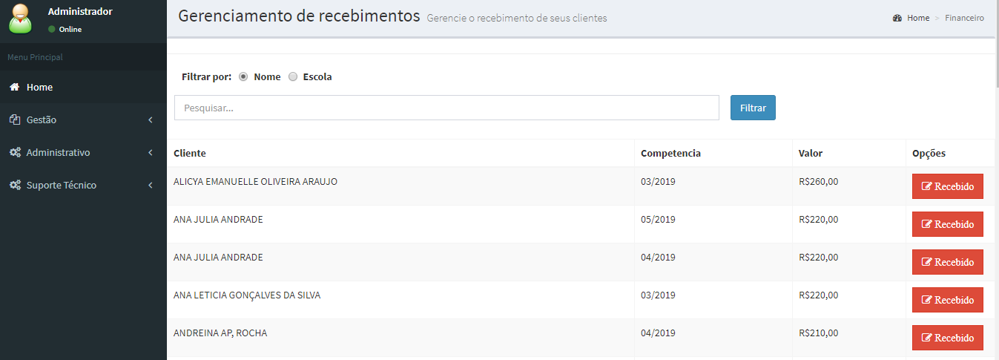 Administrador
Online
Menu Principal
Home
Gestão
Administrativo
Suporte Técnico
Gerenciamento de recebimentos Gerencie o recebimento de seus clientes
Home > Financeiro
Filtrar por: Nome Escola
Pesquisar... Filtrar
Cliente Competencia Valor Opções
ALICYA EMANUELLE OLIVEIRA ARAUJO 03/2019 R$260,00 Recebido
ANA JULIA ANDRADE 05/2019 R$220,00 Recebido
ANA JULIA ANDRADE 04/2019 R$220,00 Recebido
ANA LETICIA GONÇALVES DA SILVA 03/2019 R$220,00 Recebido
ANDREINA AP, ROCHA 04/2019 R$210,00 Recebido